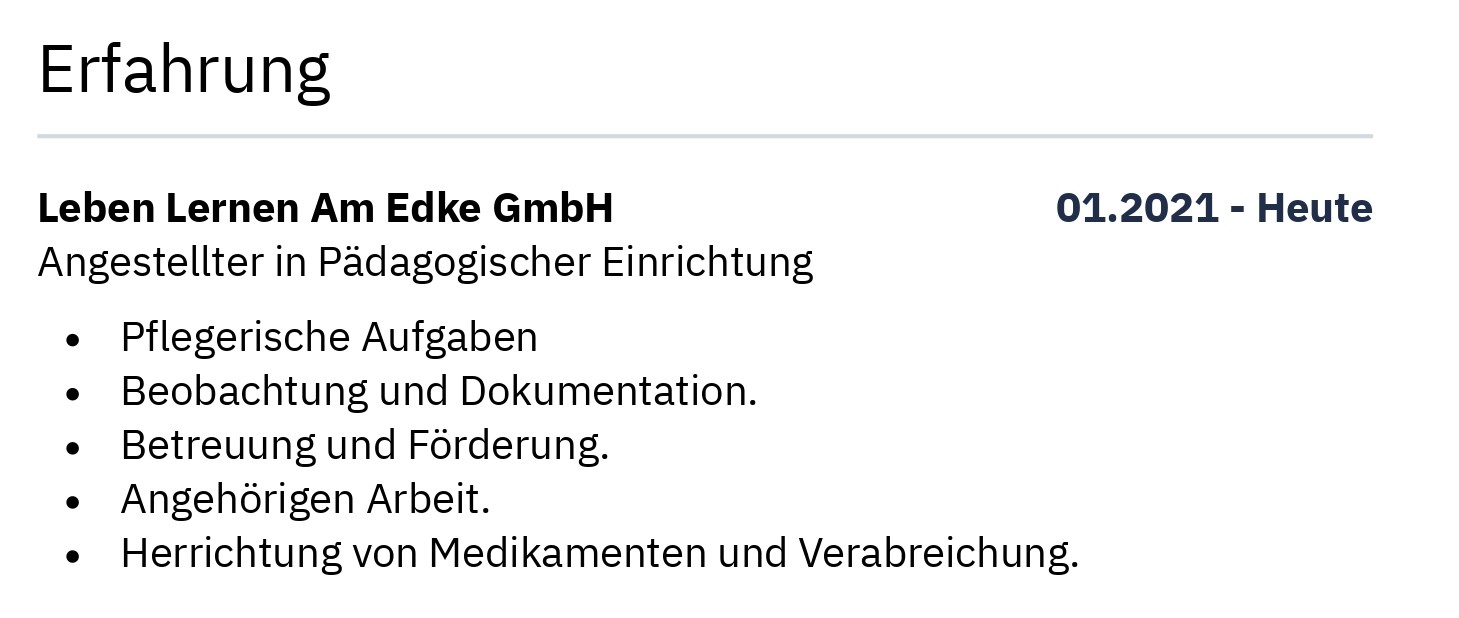 Erfahrung
Leben Lernen Am Edke GmbH 01.2021 - Heute
Angestellter in Pädagogischer Einrichtung
• Pflegerische Aufgaben
• Beobachtung und Dokumentation.
• Betreuung und Förderung.
• Angehörigen Arbeit.
• Herrichtung von Medikamenten und Verabreichung.